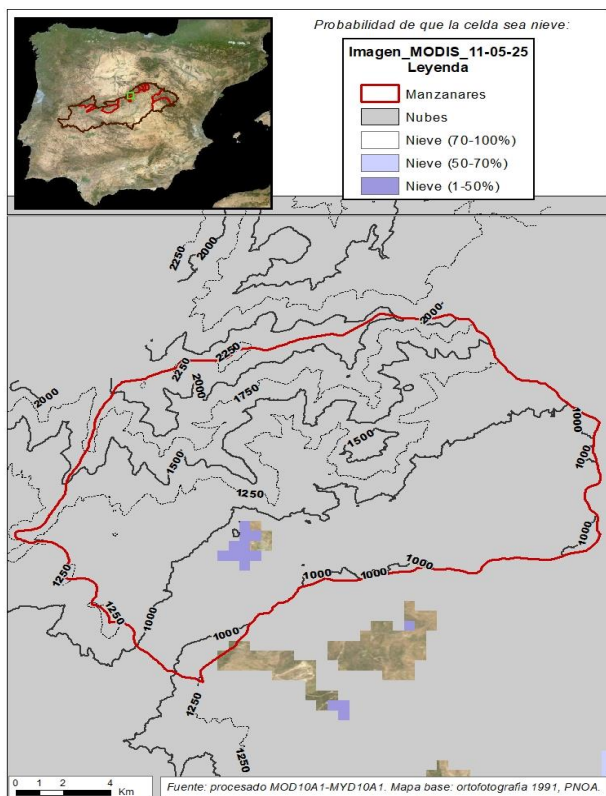 Probabilidad de que la celda sea nieve:
Imagen_MODIS_11-05-25
Leyenda
Manzanares
Nubes
Nieve (70-100%)
Nieve (50-70%)
Nieve (1-50%)
2250
2000
2000
2250
2250
2000
2000
1750
1500
1500
1250
1000
1000
1000
1000
1000
1000
1250
1250
1000
1000
1250
1250
0 1 2 4
Km
Fuente: procesado MOD10A1-MYD10A1. Mapa base: ortofotografia 1991, PNOA.